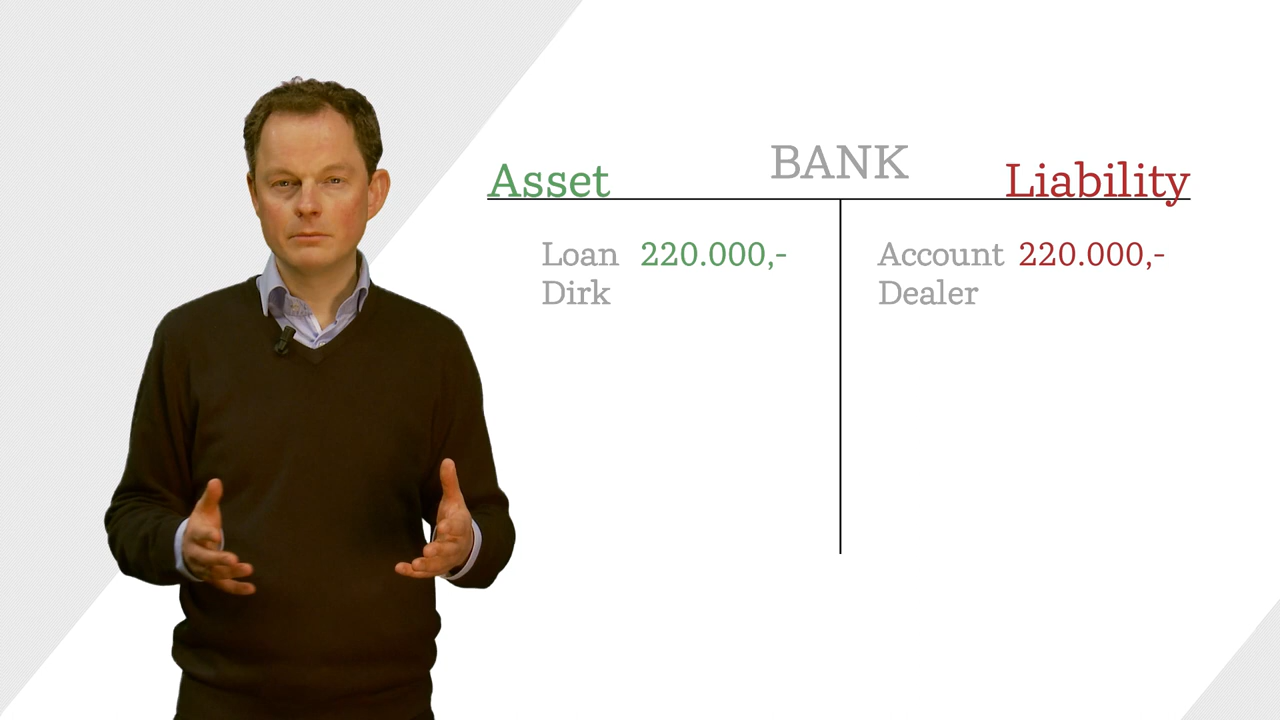 BANK
Asset
Liability
Loan 220.000,-
Dirk
Account 220.000,-
Dealer